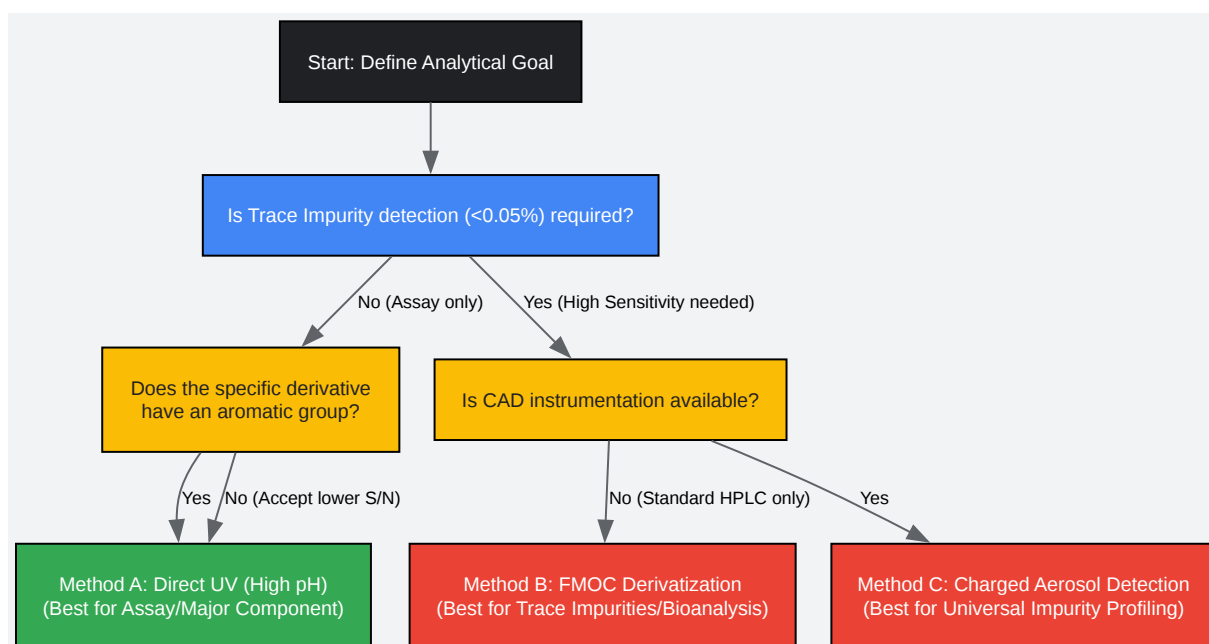 Start: Define Analytical Goal
Is Trace Impurity detection (<0.05%) required?
No (Assay only)
Yes (High Sensitivity needed)
Does the specific derivative
have an aromatic group?
Is CAD instrumentation available?
Yes
No (Accept lower S/N)
No (Standard HPLC only)
Yes
Method A: Direct UV (High pH)
(Best for Assay/Major Component)
Method B: FMOC Derivatization
(Best for Trace Impurities/Bioanalysis)
Method C: Charged Aerosol Detection
(Best for Universal Impurity Profiling)